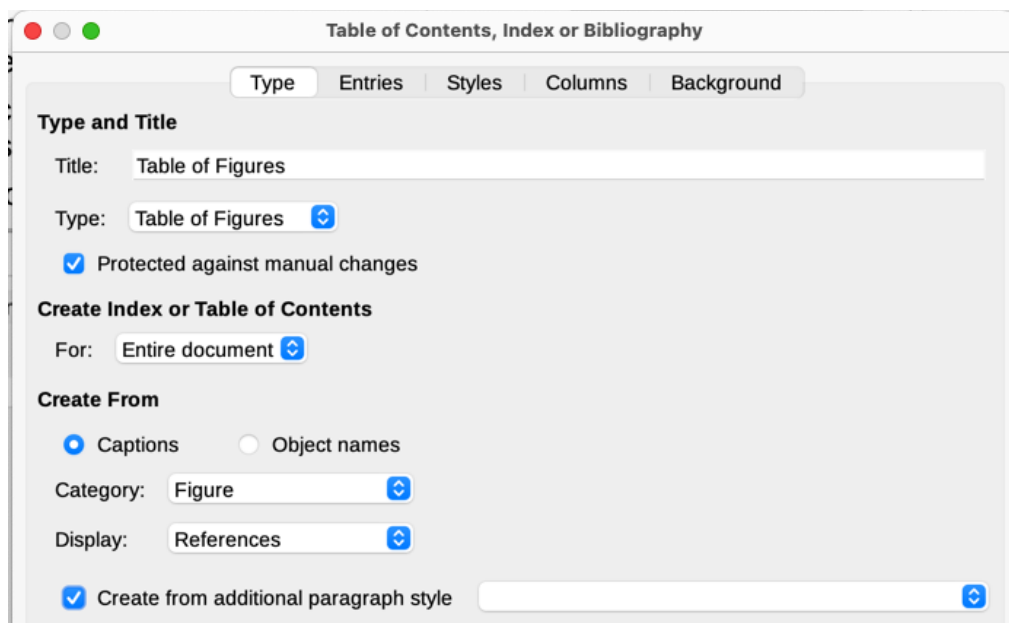 Table of Contents, Index or Bibliography
Type Entries Styles Columns Background
Type and Title
Title: Table of Figures
Type: Table of Figures
Protected against manual changes
Create Index or Table of Contents
For: Entire document
Create From
Captions Object names
Category: Figure
Display: References
Create from additional paragraph style